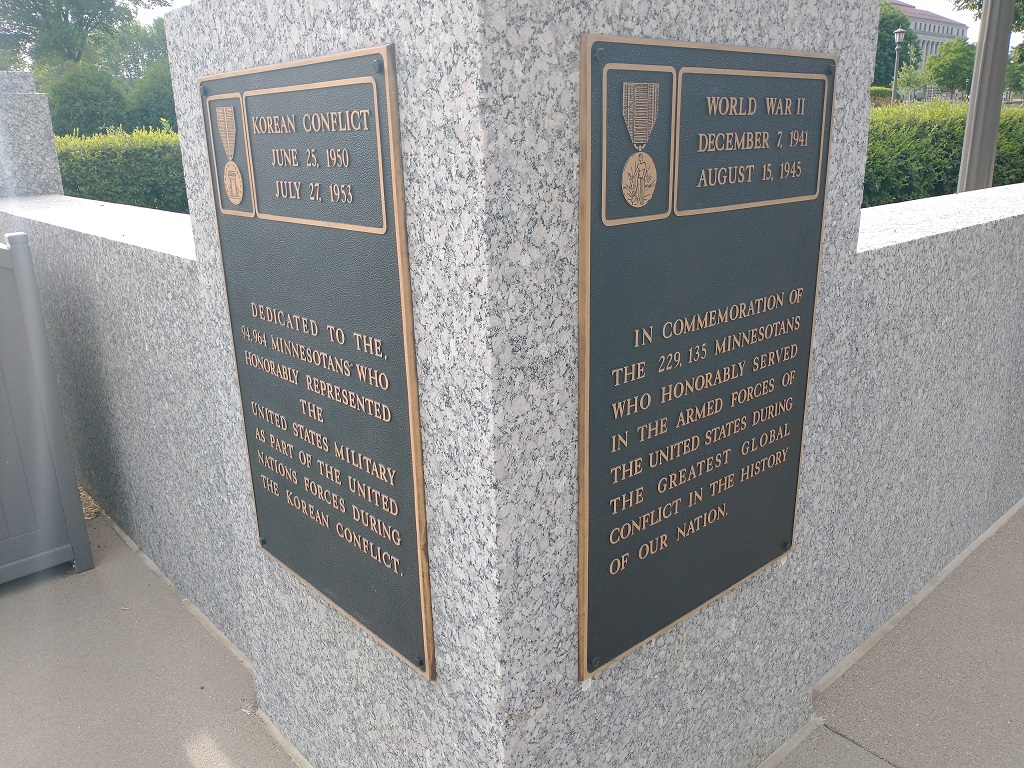 KOREAN CONFLICT
JUNE 25, 1950
JULY 27, 1953
DEDICATED TO THE,
94,964 MINNESOTANS WHO
HONORABLY REPRESENTED
THE
UNITED STATES MILITARY
AS PART OF THE UNITED
NATIONS FORCES DURING
THE KOREAN CONFLICT.
WORLD WAR II
DECEMBER 7, 1941
AUGUST 15, 1945
IN COMMEMORATION OF
THE 229,135 MINNESOTANS
WHO HONORABLY SERVED
IN THE ARMED FORCES OF
THE UNITED STATES DURING
THE GREATEST GLOBAL
CONFLICT IN THE HISTORY
OF OUR NATION.